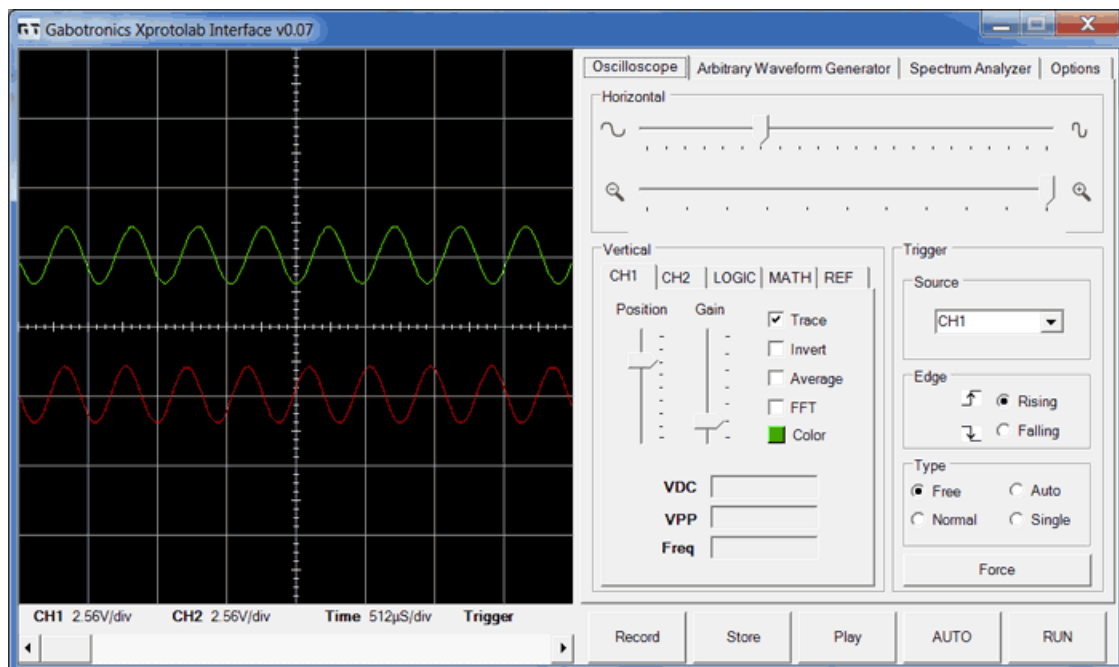 Gabotronics Xprotolab Interface v0.07
Oscilloscope Arbitrary Waveform Generator Spectrum Analyzer Options
Horizontal
Vertical
CH1 CH2 LOGIC MATH REF
Position Gain
Trace
Invert
Average
FFT
Color
VDC
VPP
Freq
Trigger
Source
CH1
Edge
Rising
Falling
Type
Free Auto
Normal Single
Force
CH1 2.56V/div CH2 2.56V/div Time 512µS/div Trigger
Record Store Play AUTO RUN